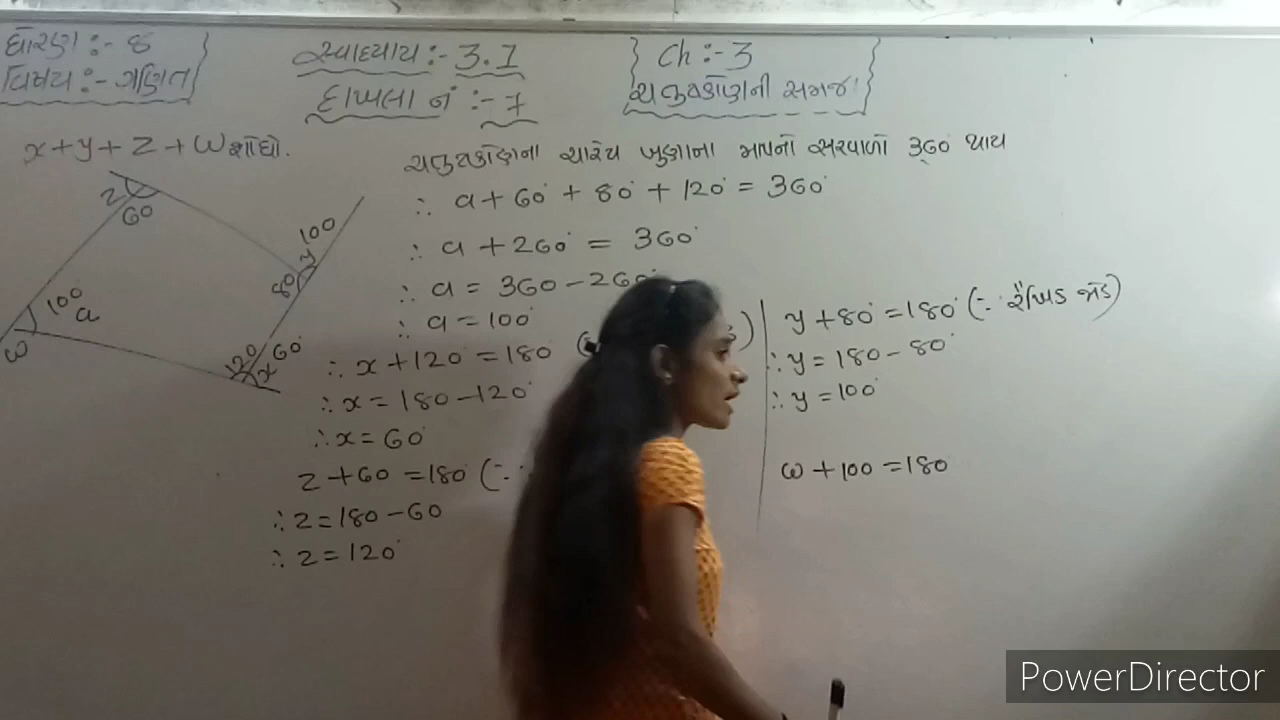 ધોરણ :- 8
વિષય :- ગણિત
સ્વાધ્યાય :- 3.1
દાખલા નં :- 7
Ch :- 3
ચતુષ્કોણની સમજ
x + y + z + w શોધો.
z
60
100
y
80
100
a
w
120
x 60
ચતુષ્કોણના ચારેય ખુણાના માપનો સરવાળો 360 થાય
∴ a + 60° + 80° + 120° = 360°
∴ a + 260° = 360°
∴ a = 360 - 260°
∴ a = 100°
∴ x + 120° = 180 (
∴ x = 180 - 120°
∴ x = 60°
z + 60 = 180° (∵
∴ z = 180 - 60
∴ z = 120°
y + 80° = 180° (∵ રૈખિક જોડ)
∴ y = 180 - 80°
∴ y = 100°
w + 100 = 180
PowerDirector